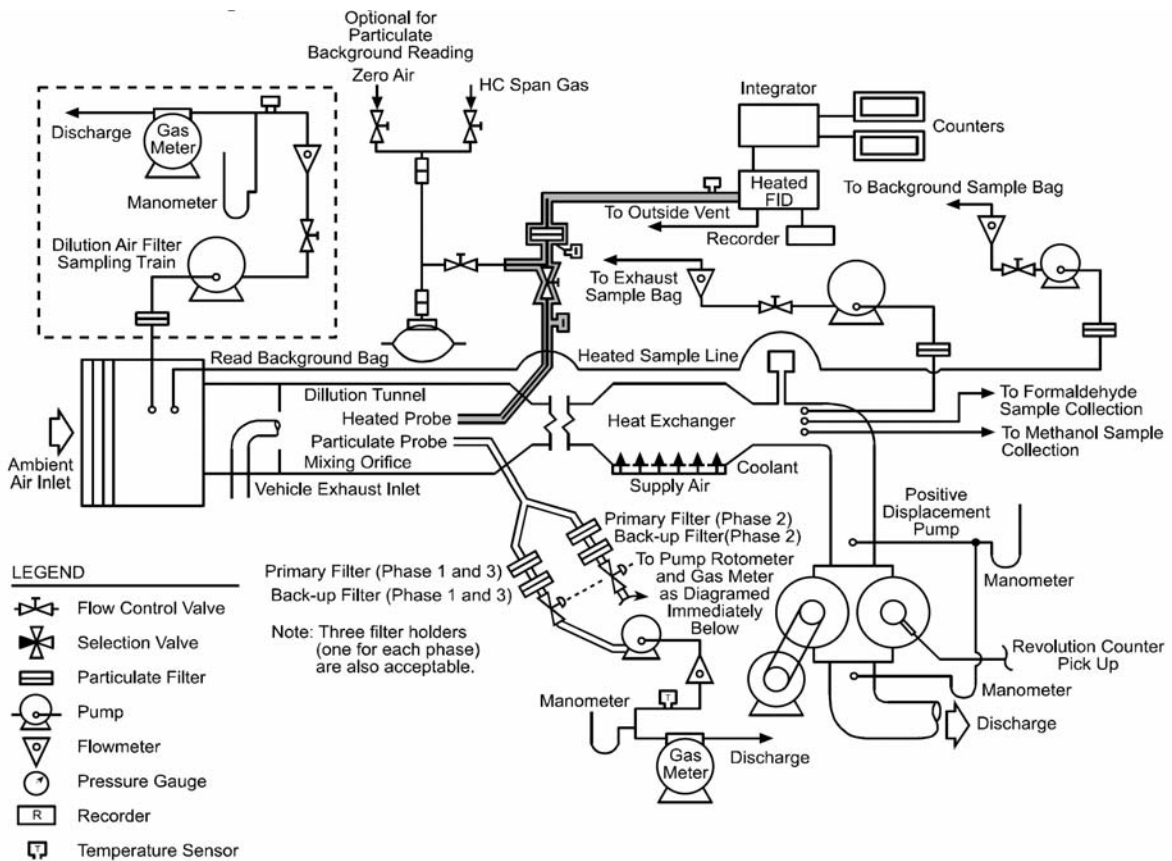 Optional for
Particulate
Background Reading
Zero Air
HC Span Gas
Integrator
Counters
Discharge
Gas
Meter
Manometer
Heated
FID
To Outside Vent
Recorder
To Background Sample Bag
Dilution Air Filter
Sampling Train
To Exhaust
Sample Bag
Read Background Bag
Heated Sample Line
Dilution Tunnel
Heated Probe
Heat Exchanger
To Formaldehyde
Sample Collection
To Methanol Sample
Collection
Particulate Probe
Mixing Orifice
Ambient
Air Inlet
Vehicle Exhaust Inlet
Coolant
Supply Air
Positive
Displacement
Pump
Primary Filter (Phase 2)
Back-up Filter(Phase 2)
To Pump Rotometer
and Gas Meter
as Diagramed
Immediately
Below
Manometer
Primary Filter (Phase 1 and 3)
Back-up Filter (Phase 1 and 3)
Note: Three filter holders
(one for each phase)
are also acceptable.
Revolution Counter
Pick Up
Manometer
Discharge
Manometer
T
Gas
Meter
Discharge
LEGEND
Flow Control Valve
Selection Valve
Particulate Filter
Pump
Flowmeter
Pressure Gauge
R Recorder
T Temperature Sensor